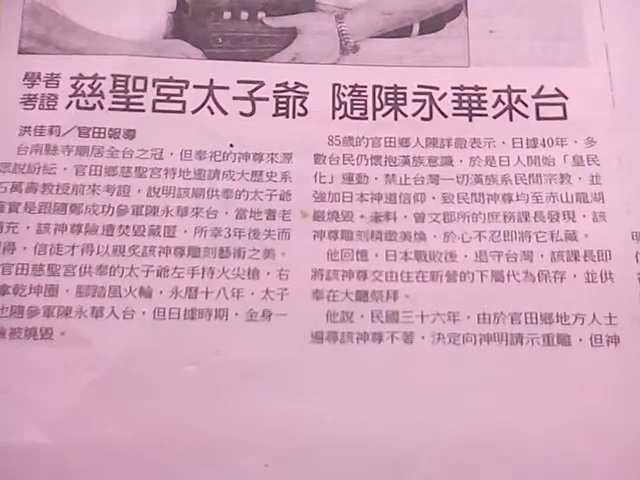 學者
考證
慈聖宮太子爺 隨陳永華來台
洪佳莉／官田報導
台南縣寺廟居全台之冠，但奉祀的神尊來源
眾說紛紜，官田鄉慈聖宮特地邀請成大歷史系
石萬壽教授前來考證，說明該廟供奉的太子爺
確實是跟隨鄭成功參軍陳永華來台，當地耆老
補充，該神尊險遭焚毀藏匿，所幸3年後失而
得，信徒才得以親炙該神尊雕刻藝術之美。
官田慈聖宮供奉的太子爺左手持火尖槍，右
拿乾坤圈，腳踏風火輪，永曆十八年，太子
也隨參軍陳永華入台，但日據時期，金身一
被燒毀。
85歲的官田鄉人陳詳敵表示，日據40年，多
數台民仍懷抱漢族意識，於是日人開始「皇民
化」運動，禁止台灣一切漢族系民間宗教，並
強加日本神道信仰，致民間神尊均至赤山龍湖
巖燒毀。未料，曾文郡所的庶務課長發現，該
神尊雕刻精緻美煥，於心不忍即將它私藏。
他回憶，日本戰敗後，退守台灣，該課長即
將該神尊交由住在新營的下屬代為保存，並供
奉在大廳祭拜。
他說，民國三十六年，由於官田鄉地方人士
遍尋該神尊不著，決定向神明請示重雕，但神